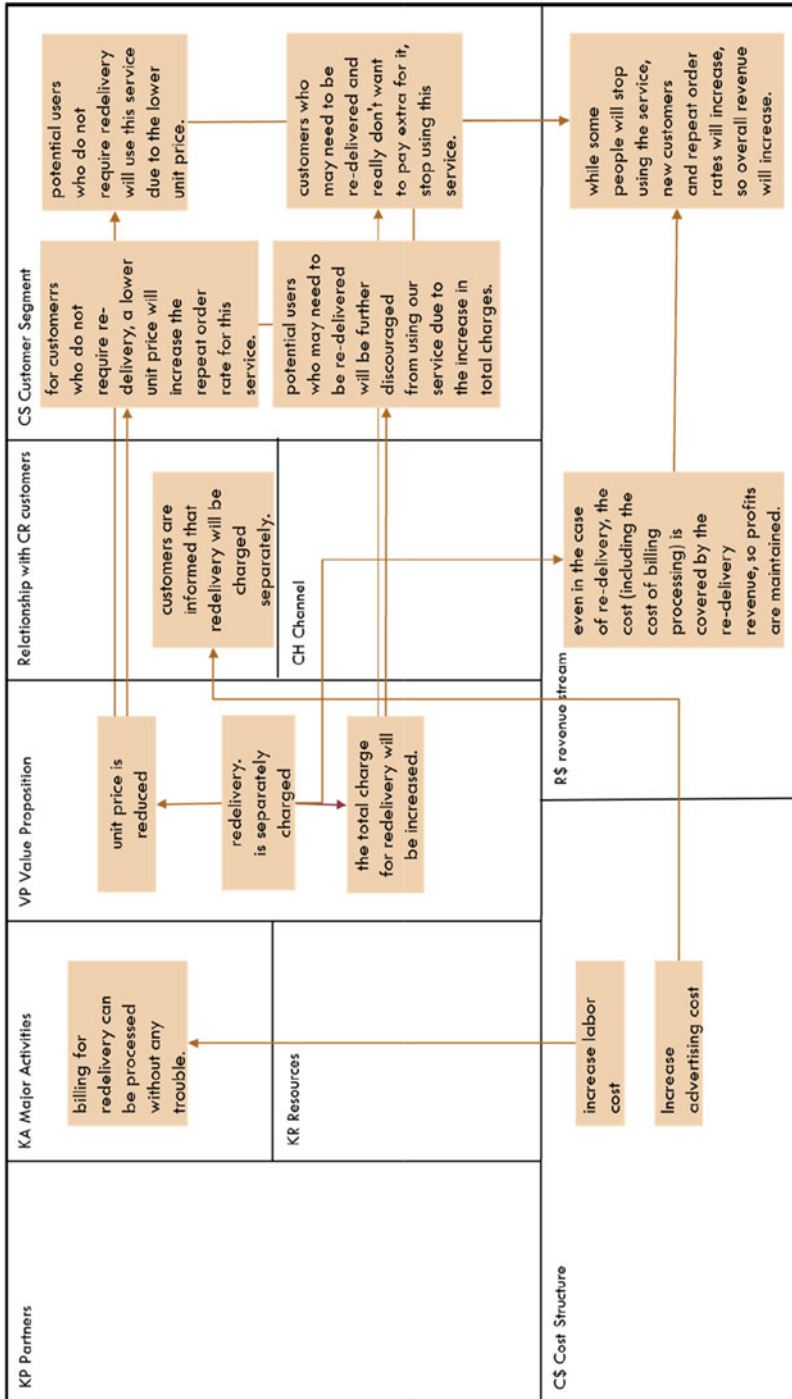 KP Partners
KA Major Activities
billing for
redelivery can
be processed
without any
trouble.
KR Resources
VP Value Proposition
unit price is
reduced
redelivery.
is separately
charged
the total charge
for redelivery will
be increased.
Relationship with CR customers
customers are
informed that
redelivery will be
charged
separately.
CH Channel
CS Customer Segment
for customerrs
who do not
require re-
delivery, a lower
unit price will
increase the
repeat order
rate for this
service.
potential users
who do not
require redelivery
will use this service
due to the lower
unit price.
potential users
who may need to
be re-delivered
will be further
discouraged
from using our
service due to
the increase in
total charges.
customers who
may need to be
re-delivered and
really don't want
to pay extra for it,
stop using this
service.
C$ Cost Structure
increase labor
cost
Increase
advertising cost
R$ revenue stream
even in the case
of re-delivery, the
cost (including the
cost of billing
processing) is
covered by the
re-delivery
revenue, so profits
are maintained.
while some
people will stop
using the service,
new customers
and repeat order
rates will increase,
so overall revenue
will increase.